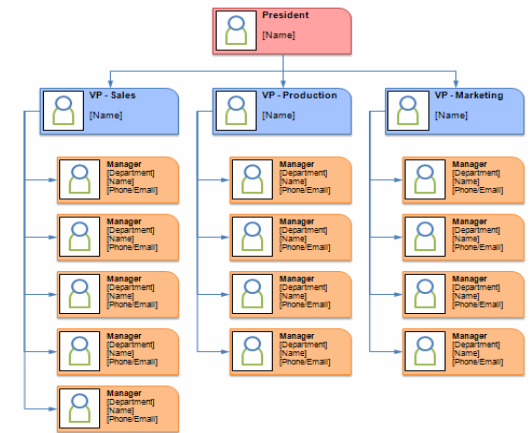 President
[Name]
VP - Sales
[Name]
VP - Production
[Name]
VP - Marketing
[Name]
Manager
[Department]
[Name]
[Phone/Email]
Manager
[Department]
[Name]
[Phone/Email]
Manager
[Department]
[Name]
[Phone/Email]
Manager
[Department]
[Name]
[Phone/Email]
Manager
[Department]
[Name]
[Phone/Email]
Manager
[Department]
[Name]
[Phone/Email]
Manager
[Department]
[Name]
[Phone/Email]
Manager
[Department]
[Name]
[Phone/Email]
Manager
[Department]
[Name]
[Phone/Email]
Manager
[Department]
[Name]
[Phone/Email]
Manager
[Department]
[Name]
[Phone/Email]
Manager
[Department]
[Name]
[Phone/Email]
Manager
[Department]
[Name]
[Phone/Email]